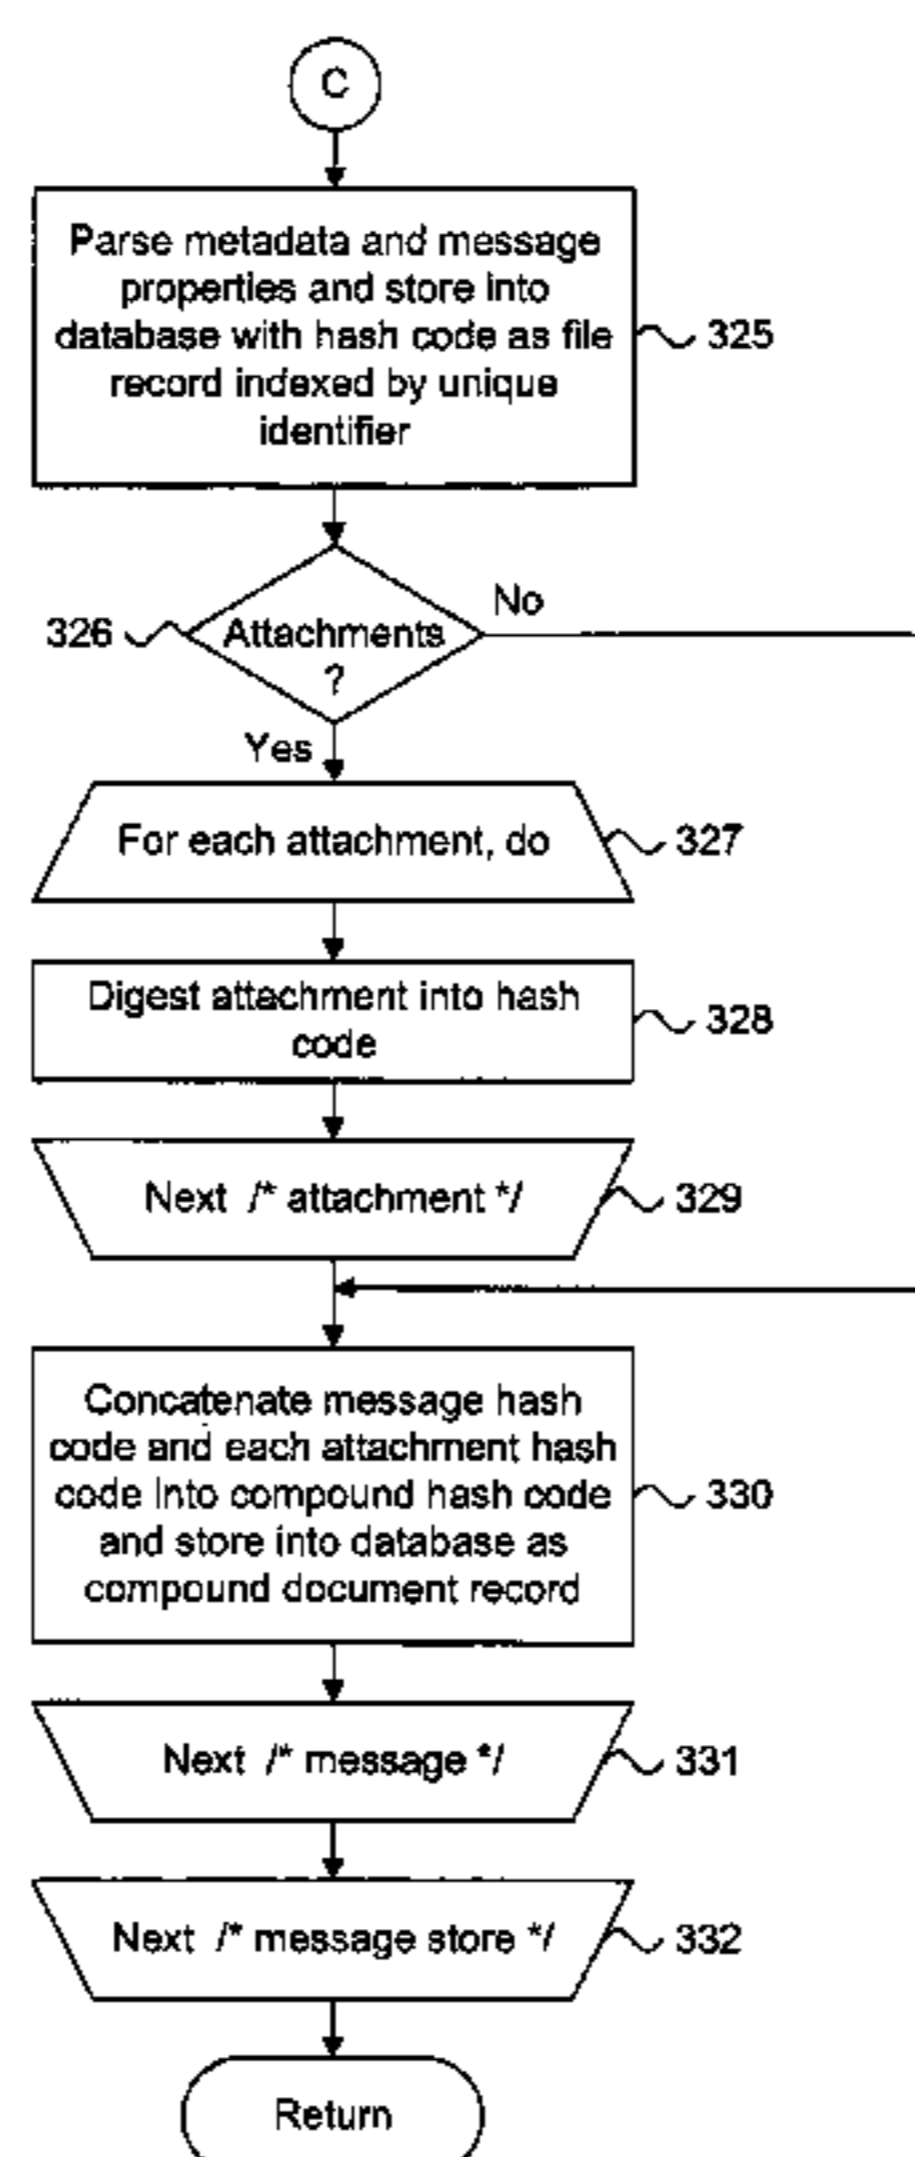 C
Parse metadata and message
properties and store into
database with hash code as file
record indexed by unique
identifier
325
326
Attachments
?
No
Yes
For each attachment, do
327
Digest attachment into hash
code
328
Next /* attachment */
329
Concatenate message hash
code and each attachment hash
code into compound hash code
and store into database as
compound document record
330
Next /* message */
331
Next /* message store */
332
Return